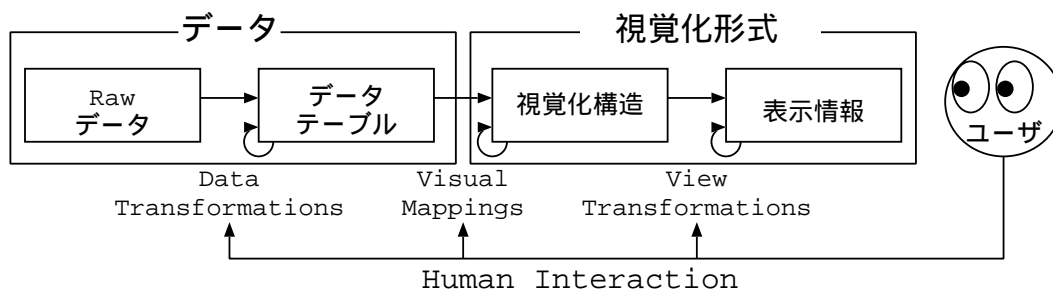 データ
視覚化形式
Raw
データ
データ
テーブル
視覚化構造
表示情報
ユーザ
Data
Transformations
Visual
Mappings
View
Transformations
Human Interaction